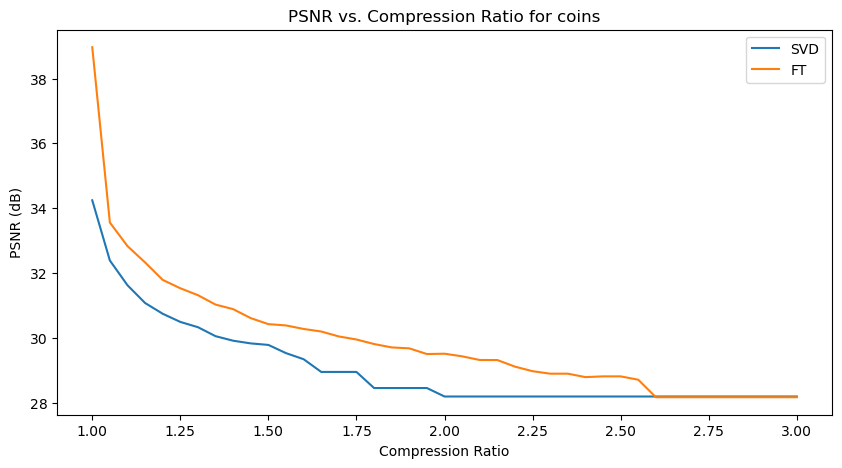 PSNR vs. Compression Ratio for coins
SVD
FT
PSNR (dB)
38
36
34
32
30
28
1.00 1.25 1.50 1.75 2.00 2.25 2.50 2.75 3.00
Compression Ratio